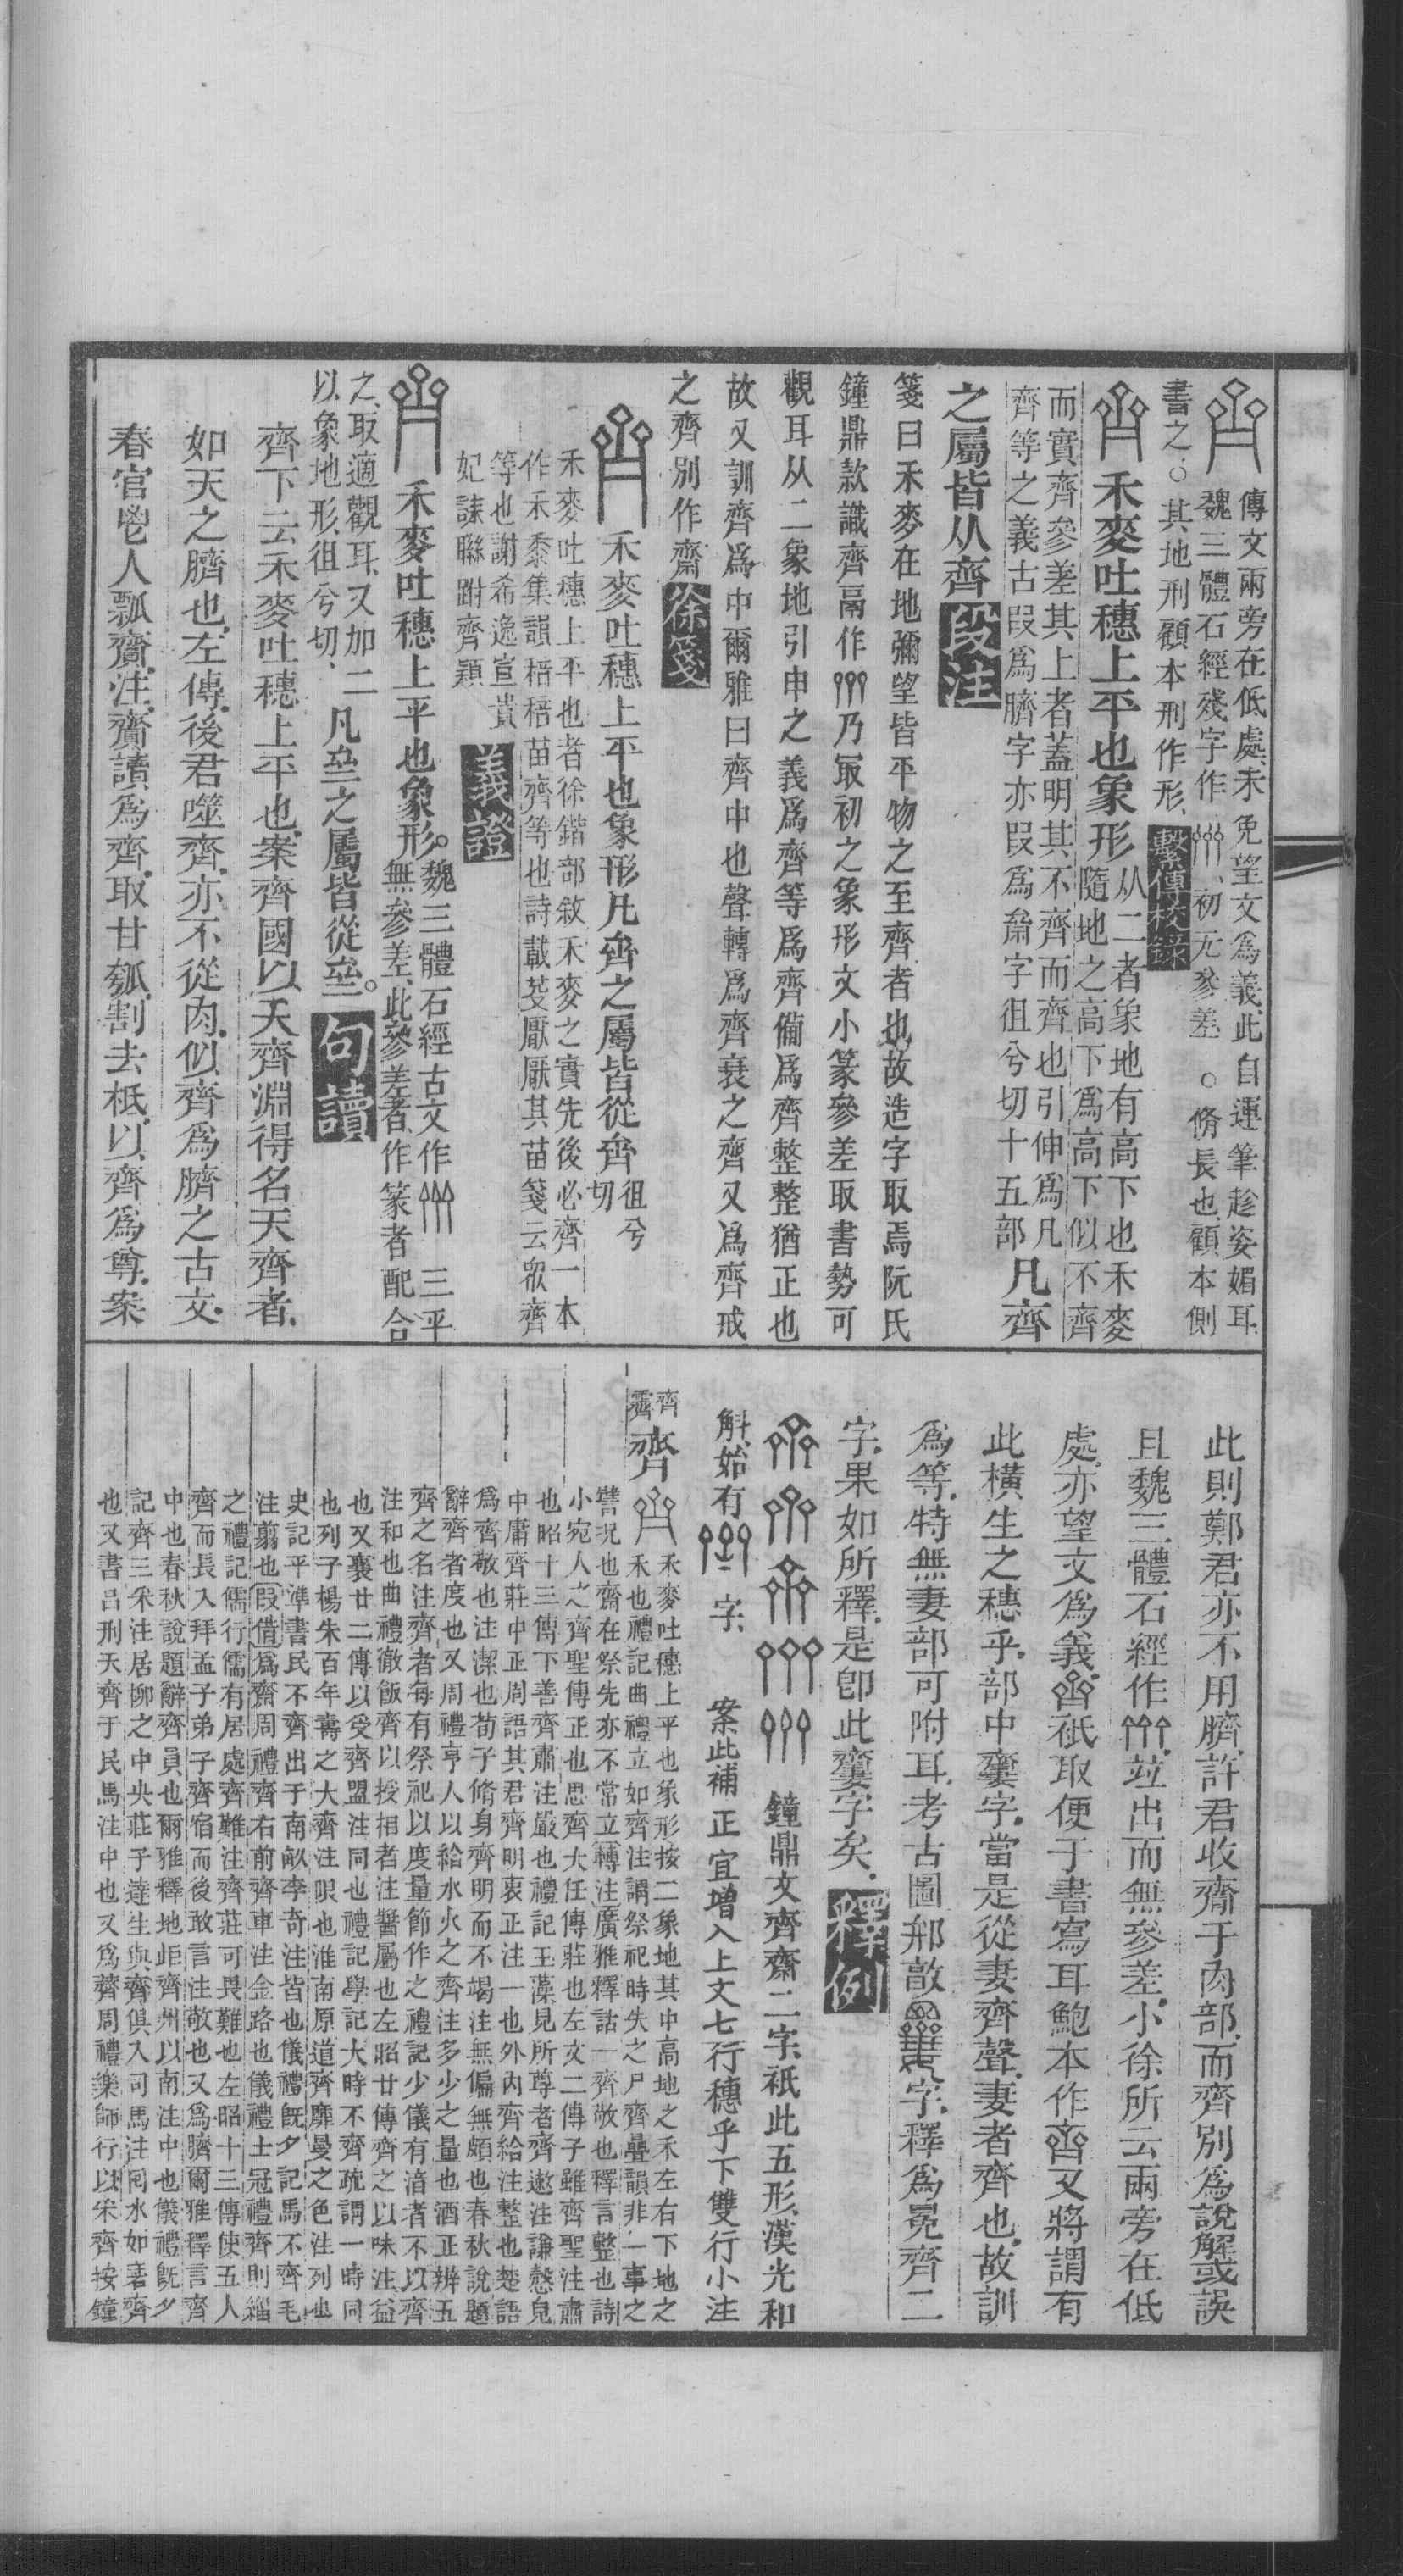 傳文兩旁在低處、未免望文爲義、此自運筆趁姿媚耳、
魏三體石經殘字作、初无參差、○脩長也、顧本側
書之、○其地刑、顧本刑作形、繫傳校錄
禾麥吐穗上平也象形
从二者象地有高下也禾麥
隨地之高下爲高下似不齊
而實齊參差其上者蓋明其不齊而齊也引伸爲凡
齊等之義古叚爲臍字亦叚爲齋字徂兮切十五部
凡齊
之屬皆从齊段注
箋曰禾麥在地彌望皆平物之至齊者也故造字取焉阮氏
鐘鼎款識齊鬲作乃冣初之象形文小篆參差取書勢可
觀耳从二象地引申之義爲齊等爲齊備爲齊整整猶正也
故又訓齊爲中爾雅曰齊中也聲轉爲齊衰之齊又爲齊戒
之齊別作齋徐箋
禾麥吐穗上平也象形凡齊之屬皆從齊
徂兮
切
禾麥吐穗上平也者徐鍇部敘禾麥之實先後必齊一本
作禾黍集韻䅔䅔苗齊等也詩載芟厭厭其苗箋云眾齊
等也謝希逸宣貴
妃誄聯跗齊穎
義證
禾麥吐穗上平也、象形。
魏三體石經古文作三平
無參差、此參差者、作篆者配合
之、取適觀耳、又加二
以象地形、徂兮切、
凡亝之屬皆從亝。句讀
齊下云、禾麥吐穗上平也、案齊國以天齊淵得名、天齊者、
如天之臍也、左傳、後君噬齊、亦不從肉、似齊爲臍之古文、
春官鬯人瓢齎、注、齎讀爲齊、取甘瓠、割去柢、以齊爲尊、案
此則鄭君亦不用臍、許君收齌于肉部、而齊別爲說解、或誤、
且魏三體石經作、竝出而無參差、小徐所云兩旁在低
處、亦望文爲義、祇取便于書寫耳、鮑本作又將謂有
此橫生之穗乎、部中齎字、當是從妻齊聲、妻者齊也、故訓
爲等、特無妻部可附耳、考古圖䢵敼字、釋爲冕齊二
字、果如所釋、是卽此齎字矣、釋例
鐘鼎文齊齋二字、祇此五形、漢光和
斛、始有字、案此補正宜增入上文七行穗乎下雙行小注
齊齊
齊
禾麥吐穗上平也象形按二象地其中高地之禾左右下地之
禾也禮記曲禮立如齊注謂祭祀時失之尸齊疊韻非一事之
譬況也齊在祭先亦不常立轉注廣雅釋詁一齊敬也釋言整也詩
小宛人之齊聖傳正也思齊大任傳莊也左文二傳子雖齊聖注肅
也昭十三傳下善齊肅注嚴也禮記玉藻見所尊者齊遬注謙慤皃
中庸齊莊中正周語其君齊明衷正注一也外內齊給注整也楚語
爲齊敬也注潔也荀子脩身齊明而不竭注無偏無頗也春秋說題
辭齊者度也又周禮亨人以給水火之齊注多少之量也酒正辨五
齊之名注齊者每有祭祀以度量節作之禮記少儀有湆者不以齊
注和也曲禮徹飯齊以授相者注醬屬也左昭廿傳齊之以味注益
也又襄廿二傳以受齊盟注同也禮記學記大時不齊疏謂一時同
也列子楊朱百年壽之大齊注限也淮南原道齊靡曼之色注列也
史記平準書民不齊出于南畝李奇注皆也儀禮旣夕記馬不齊毛
注翦也叚借爲齋周禮齊右前齊車注金路也儀禮士冠禮齊則緇
之禮記儒行儒有居處齊難注齊莊可畏難也左昭十三傳使五人
齊而長入拜孟子弟子齊宿而後敢言注敬也又爲臍爾雅釋言齊
中也春秋說題辭齊員也爾雅釋地岠齊州以南注中也儀禮旣夕
記齊三采注居柳之中央莊子達生與齊俱入司馬注囘水如磨齊
也又書呂刑天齊于民馬注中也又爲薺周禮樂師行以采齊按鐘